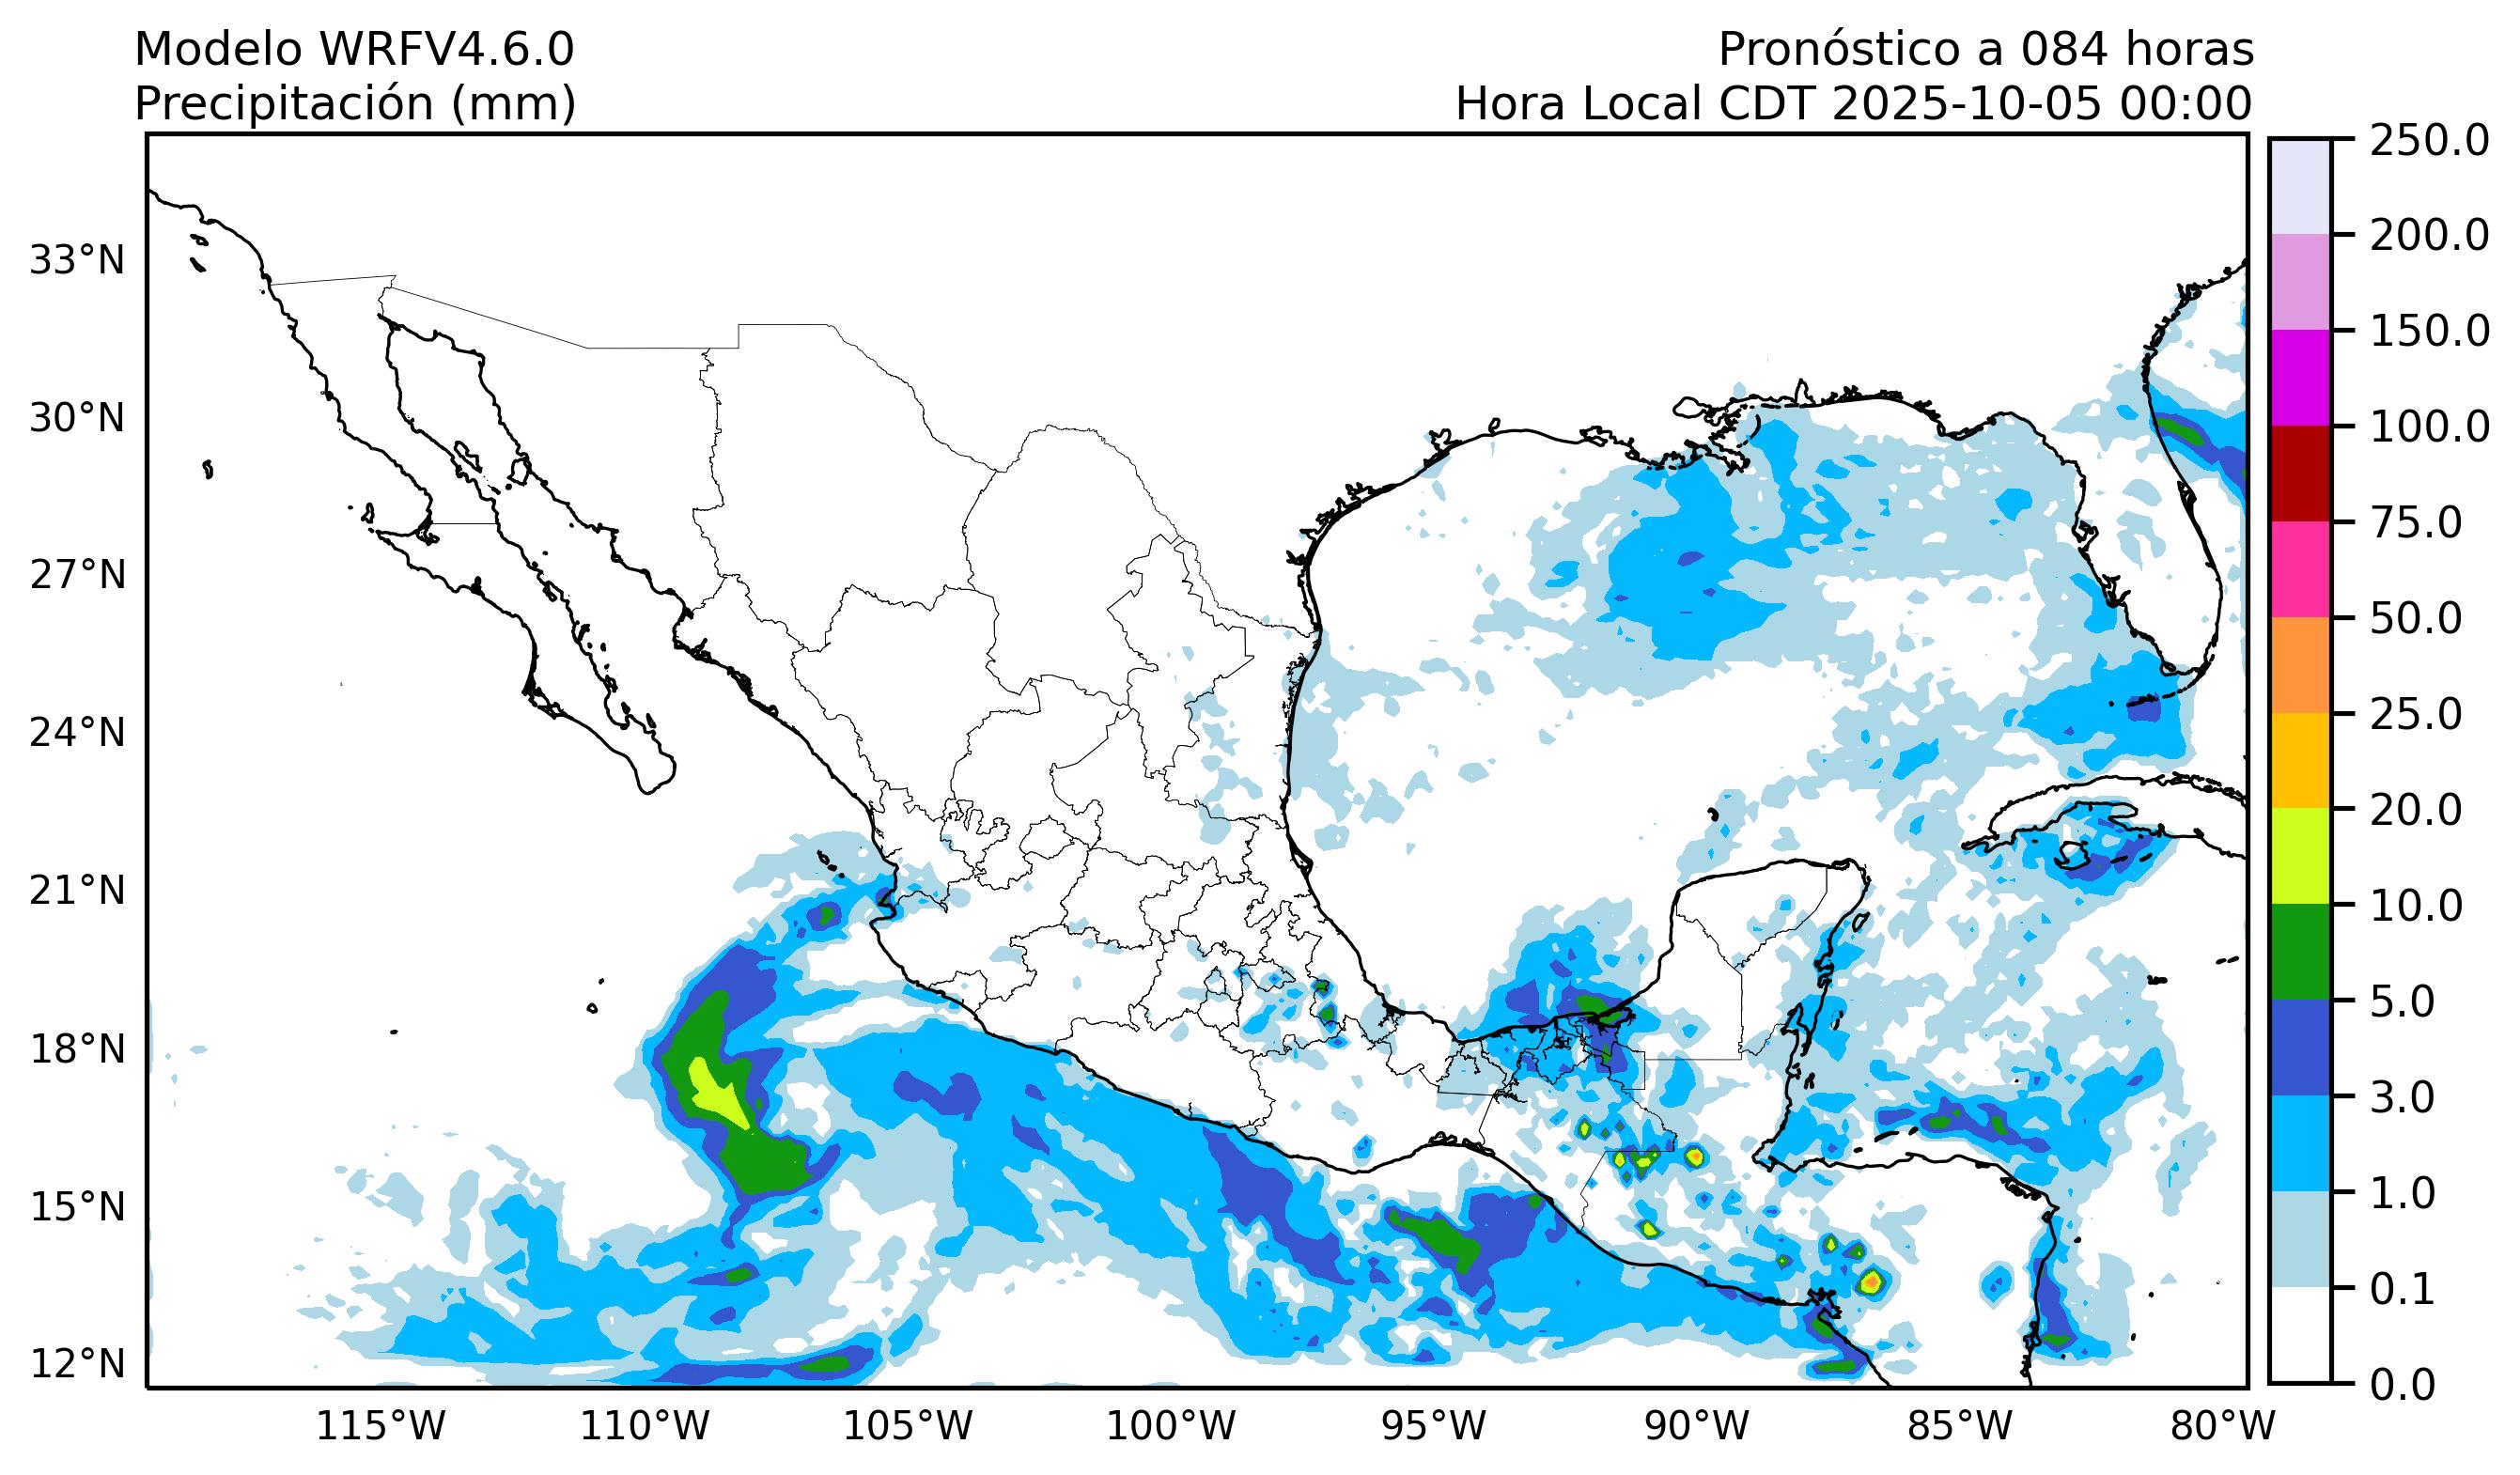 Modelo WRFV4.6.0
Precipitación (mm)
Pronóstico a 084 horas
Hora Local CDT 2025-10-05 00:00
33°N
30°N
27°N
24°N
21°N
18°N
15°N
12°N
115°W
110°W
105°W
100°W
95°W
90°W
85°W
80°W
250.0
200.0
150.0
100.0
75.0
50.0
25.0
20.0
10.0
5.0
3.0
1.0
0.1
0.0